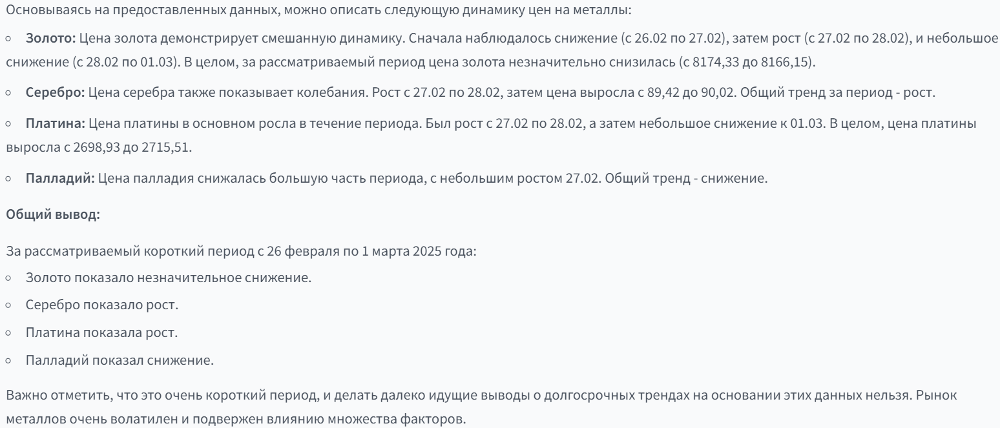 Основываясь на предоставленных данных, можно описать следующую динамику цен на металлы:
Золото: Цена золота демонстрирует смешанную динамику. Сначала наблюдалось снижение (с 26.02 по 27.02), затем рост (с 27.02 по 28.02), и небольшое
снижение (с 28.02 по 01.03). В целом, за рассматриваемый период цена золота незначительно снизилась (с 8174,33 до 8166,15).
Серебро: Цена серебра также показывает колебания. Рост с 27.02 по 28.02, затем цена выросла с 89,42 до 90,02. Общий тренд за период - рост.
Платина: Цена платины в основном росла в течение периода. Был рост с 27.02 по 28.02, а затем небольшое снижение к 01.03. В целом, цена платины
выросла с 2698,93 до 2715,51.
Палладий: Цена палладия снижалась большую часть периода, с небольшим ростом 27.02. Общий тренд - снижение.
Общий вывод:
За рассматриваемый короткий период с 26 февраля по 1 марта 2025 года:
Золото показало незначительное снижение.
Серебро показало рост.
Платина показала рост.
Палладий показал снижение.
Важно отметить, что это очень короткий период, и делать далеко идущие выводы о долгосрочных трендах на основании этих данных нельзя. Рынок
металлов очень волатилен и подвержен влиянию множества факторов.